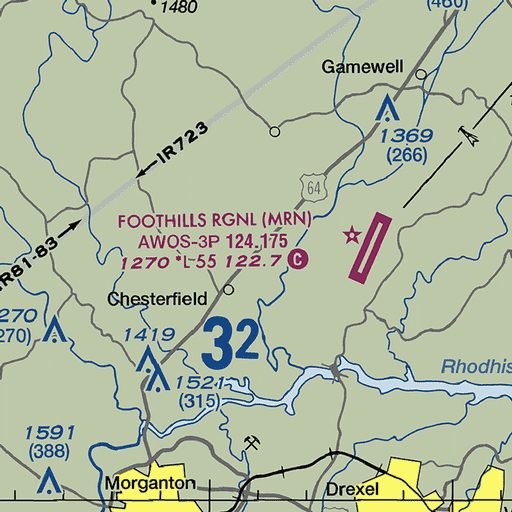 1480
(460)
Gamewell
1369
(266)
IR723
64
FOOTHILLS RGNL (MRN)
AWOS-3P 124.175
1270 *L 55 122.7 C
R81-83
Chesterfield
270
270)
1419
32
1521
(315)
Rhodhis
1591
(388)
Morganton
Drexel